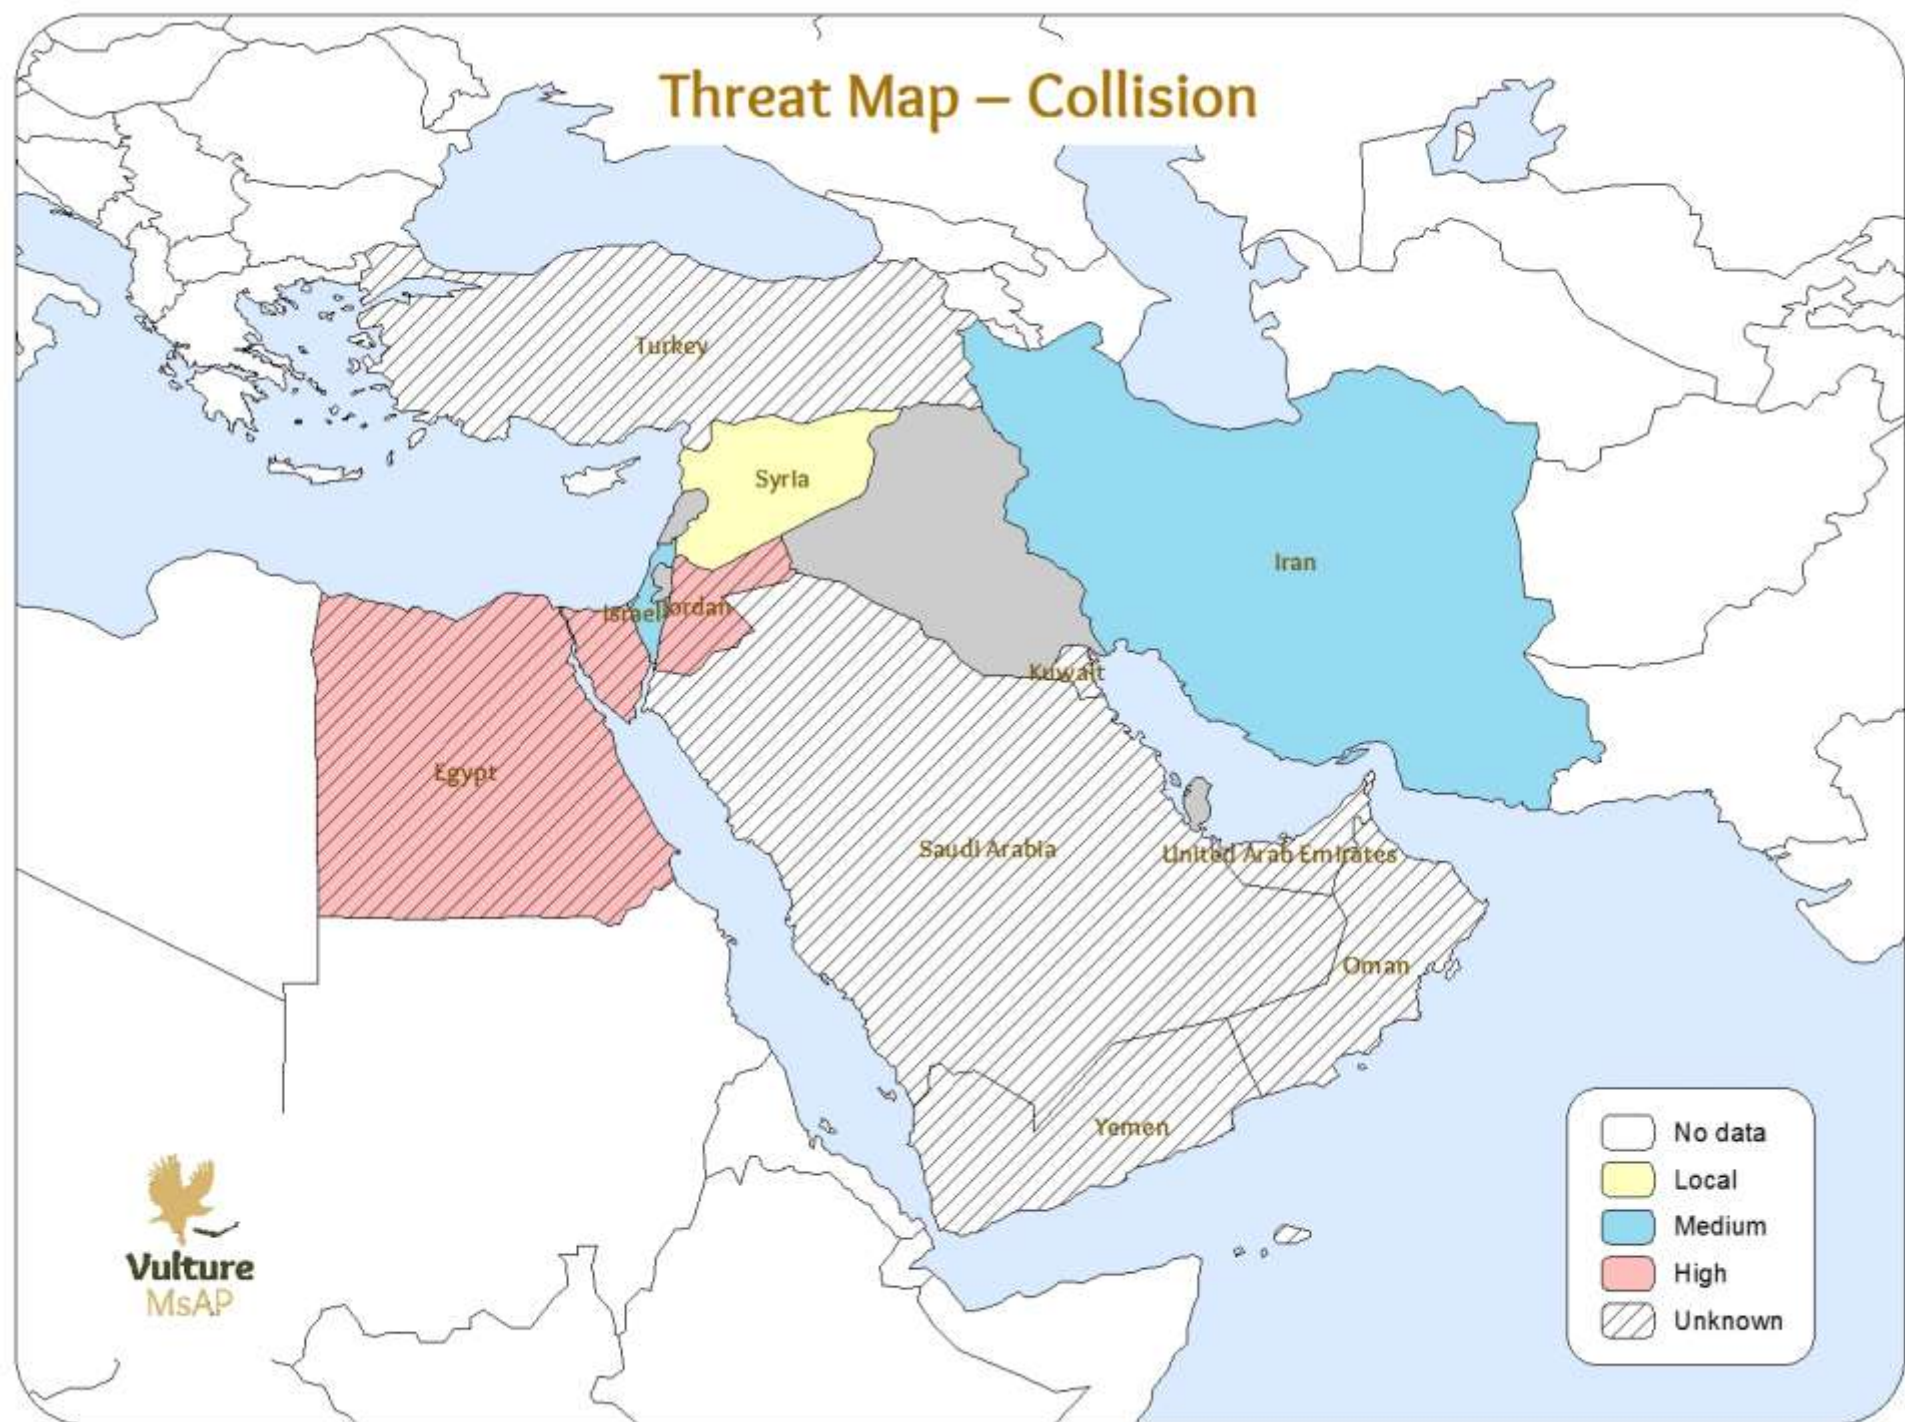 Threat Map – Collision
Turkey
Syria
Iran
Israel
Jordan
Kuwait
Egypt
Saudi Arabia
United Arab Emirates
Oman
Yemen
No data
Local
Medium
High
Unknown
Vulture
MsAP